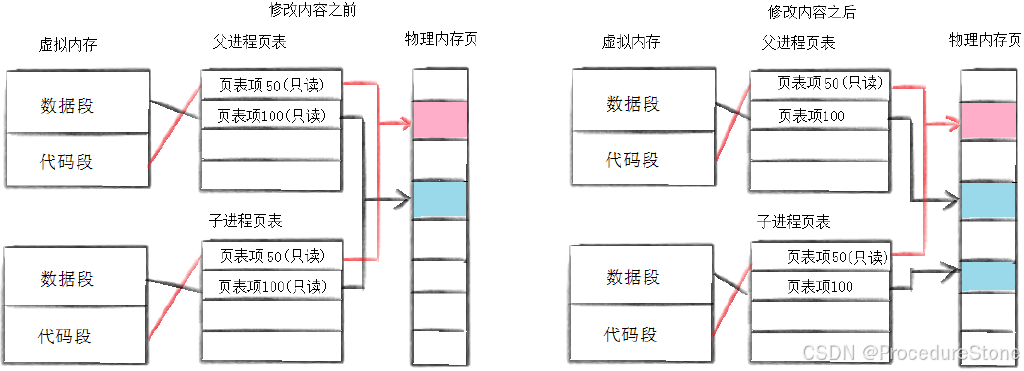 修改内容之前
虚拟内存
父进程页表
物理内存页
数据段
代码段
页表项50(只读)
页表项100(只读)
子进程页表
数据段
代码段
页表项50(只读)
页表项100(只读)
修改内容之后
虚拟内存
父进程页表
物理内存页
数据段
代码段
页表项50(只读)
页表项100
子进程页表
数据段
代码段
页表项50(只读)
页表项100
CSDN @ProcedureStone